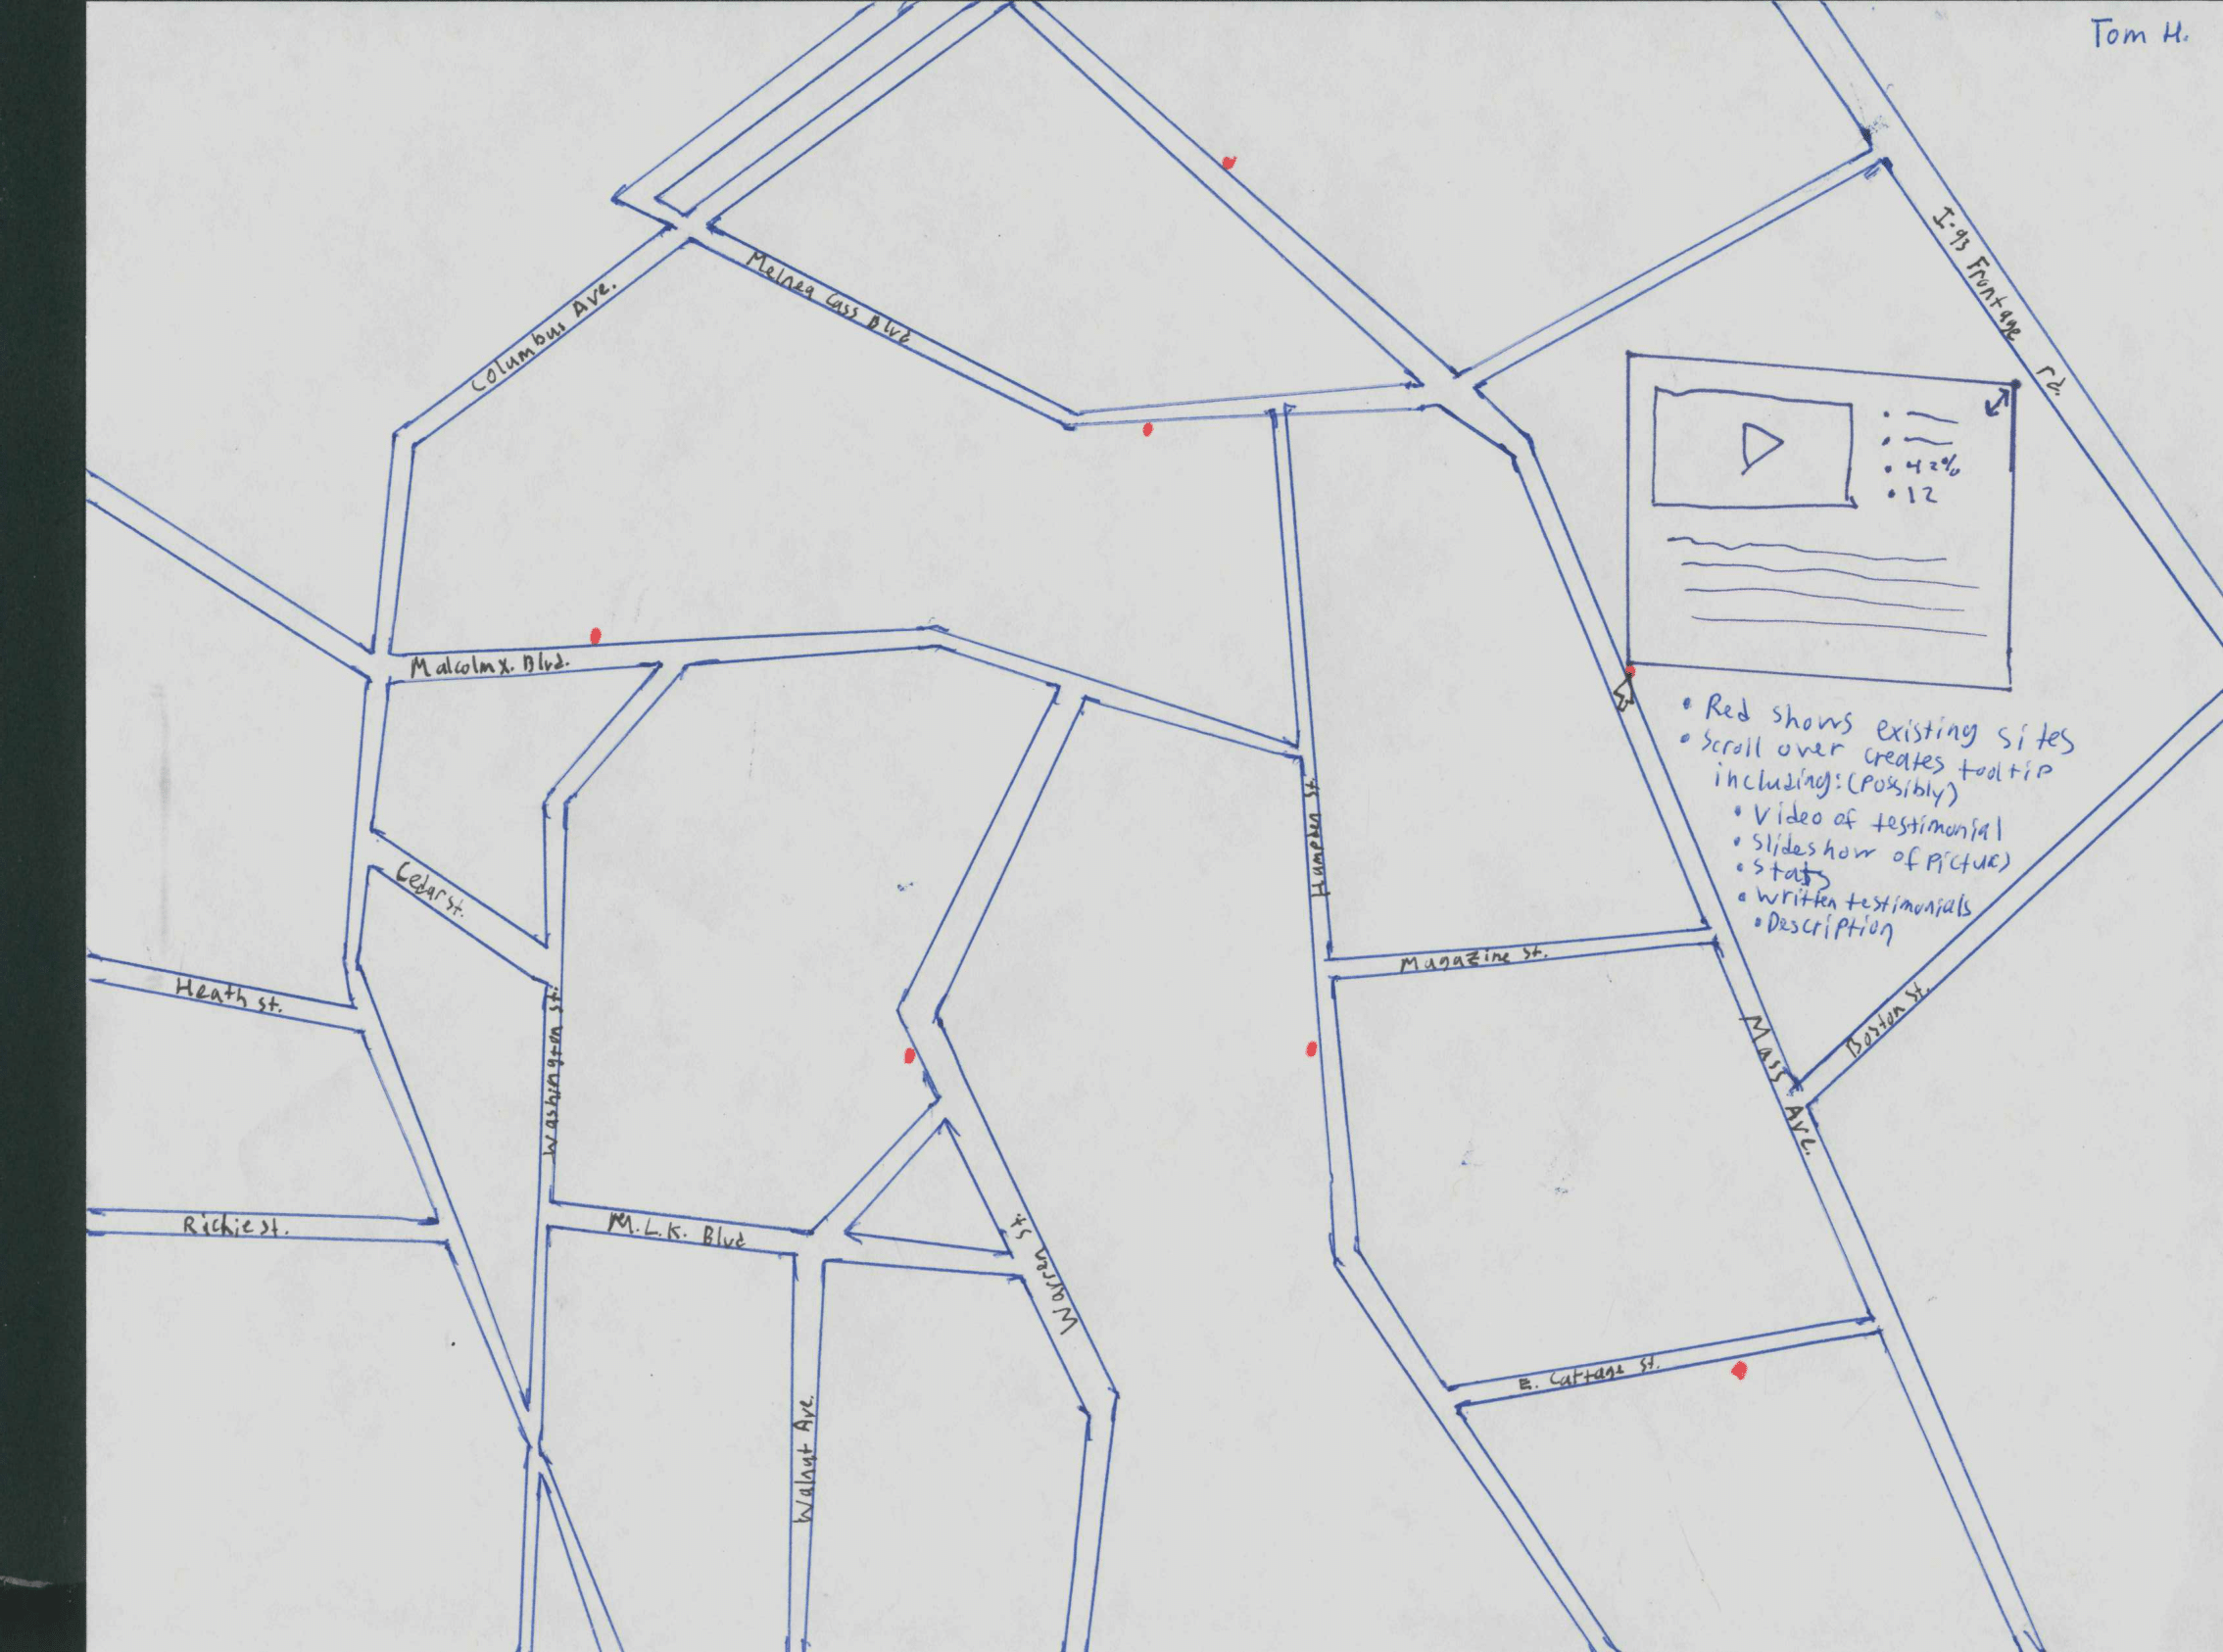 Tom H.
I-93 Frontage rd.
Melnea Cass Blvd
Columbus Ave.
42%
12
Malcolm X. Blvd.
• Red shows existing sites
• Scroll over creates tooltip
including: (possibly)
• Video of testimonial
• Slideshow of pictures
• Stats
• Written testimonials
• Description
Hampden St.
Cedar St.
Magazine St.
Heath St.
Washington St.
Boston St.
Mass Ave.
Richie St.
M.L.K. Blvd
Warren St.
E. Cottage St.
Walnut Ave.